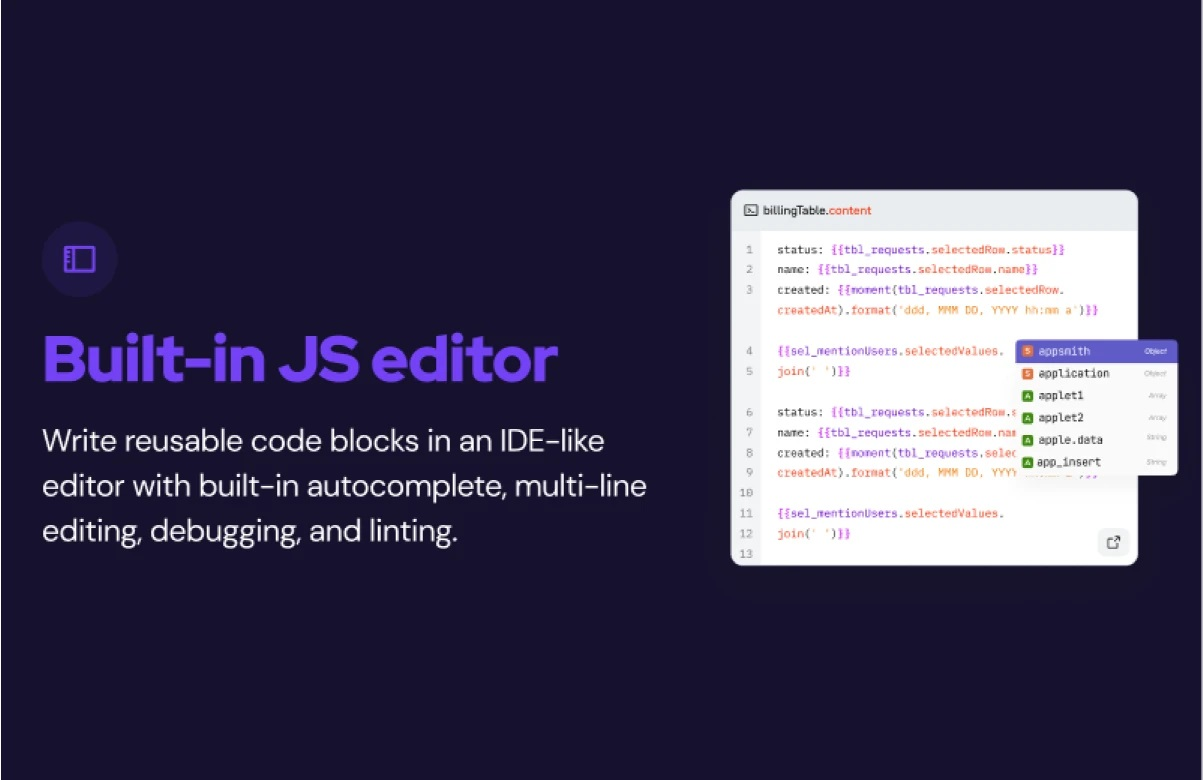 Built-in JS editor
Write reusable code blocks in an IDE-like
editor with built-in autocomplete, multi-line
editing, debugging, and linting.
billingTable.content
1 status: {{tbl_requests.selectedRow.status}}
2 name: {{tbl_requests.selectedRow.name}}
3 created: {{moment(tbl_requests.selectedRow.
createdAt).format('ddd, MMM DD, YYYY hh:mm a')}}
4 {{sel_mentionUsers.selectedValues.
5 join(' ')}}
6 status: {{tbl_requests.s
7 name: {{tbl_requests.selectedRow.nam
8 created: {{moment(tbl_requests.selec
9 createdAt).format('ddd, MMM DD, YYYY
10
11 {{sel_mentionUsers.selectedValues.
12 join(' ')}}
13
S appsmith Object
S application Object
A applet1 Array
A applet2 Array
A apple.data String
A app_insert String